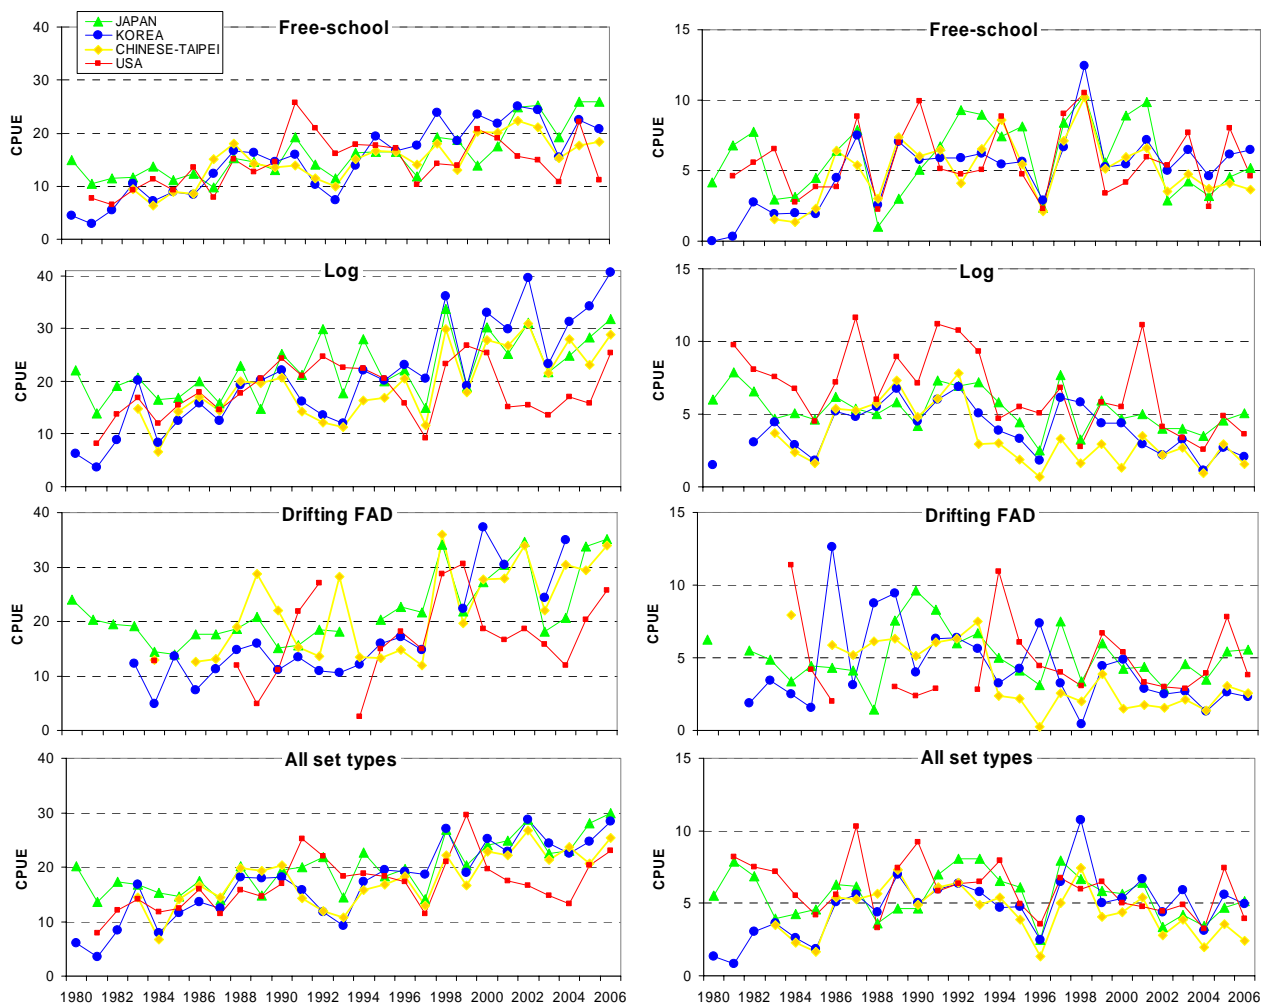 JAPAN
KOREA
CHINESE-TAIPEI
USA
Free-school
CPUE
40
30
20
10
0
Free-school
CPUE
15
10
5
0
Log
CPUE
40
30
20
10
0
Log
CPUE
15
10
5
0
Drifting FAD
CPUE
40
30
20
10
0
Drifting FAD
CPUE
15
10
5
0
All set types
CPUE
40
30
20
10
0
1980 1982 1984 1986 1988 1990 1992 1994 1996 1998 2000 2002 2004 2006
All set types
CPUE
15
10
5
0
1980 1982 1984 1986 1988 1990 1992 1994 1996 1998 2000 2002 2004 2006